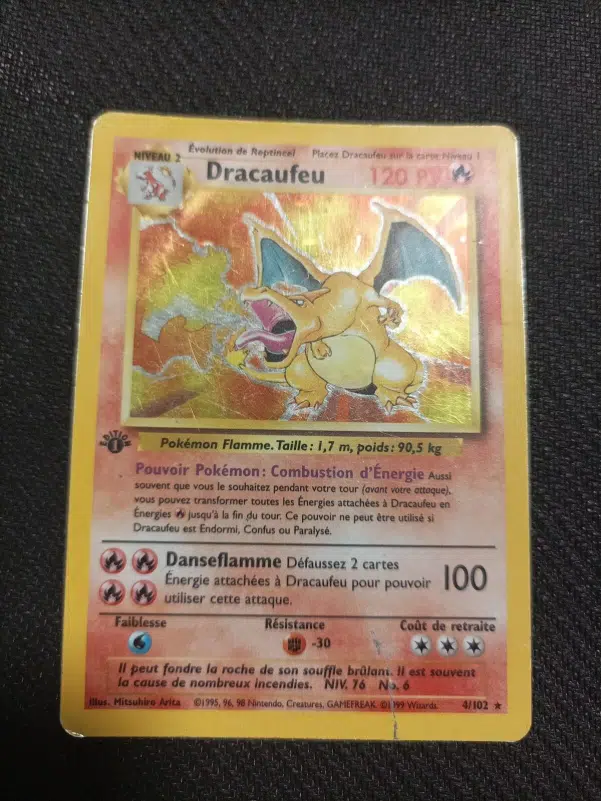 NIVEAU 2
Évolution de Reptincel
Placez Dracaufeu sur la carte Niveau 1
Dracaufeu
120 PV
ÉDITION
1
Pokémon Flamme. Taille: 1,7 m, poids: 90,5 kg
Pouvoir Pokémon: Combustion d'Énergie Aussi
souvent que vous le souhaitez pendant votre tour (avant votre attaque),
vous pouvez transformer toutes les Énergies attachées à Dracaufeu en
Énergies jusqu'à la fin du tour. Ce pouvoir ne peut être utilisé si
Dracaufeu est Endormi, Confus ou Paralysé.
Danseflamme Défaussez 2 cartes
Énergie attachées à Dracaufeu pour pouvoir
utiliser cette attaque.
100
Faiblesse
Résistance
Coût de retraite
-30
Il peut fondre la roche de son souffle brûlant. Il est souvent
la cause de nombreux incendies. NIV. 76 No. 6
Illus. Mitsuhiro Arita ©1995, 96, 98 Nintendo, Creatures, GAMEFREAK. ©1999 Wizards. 4/102 ★